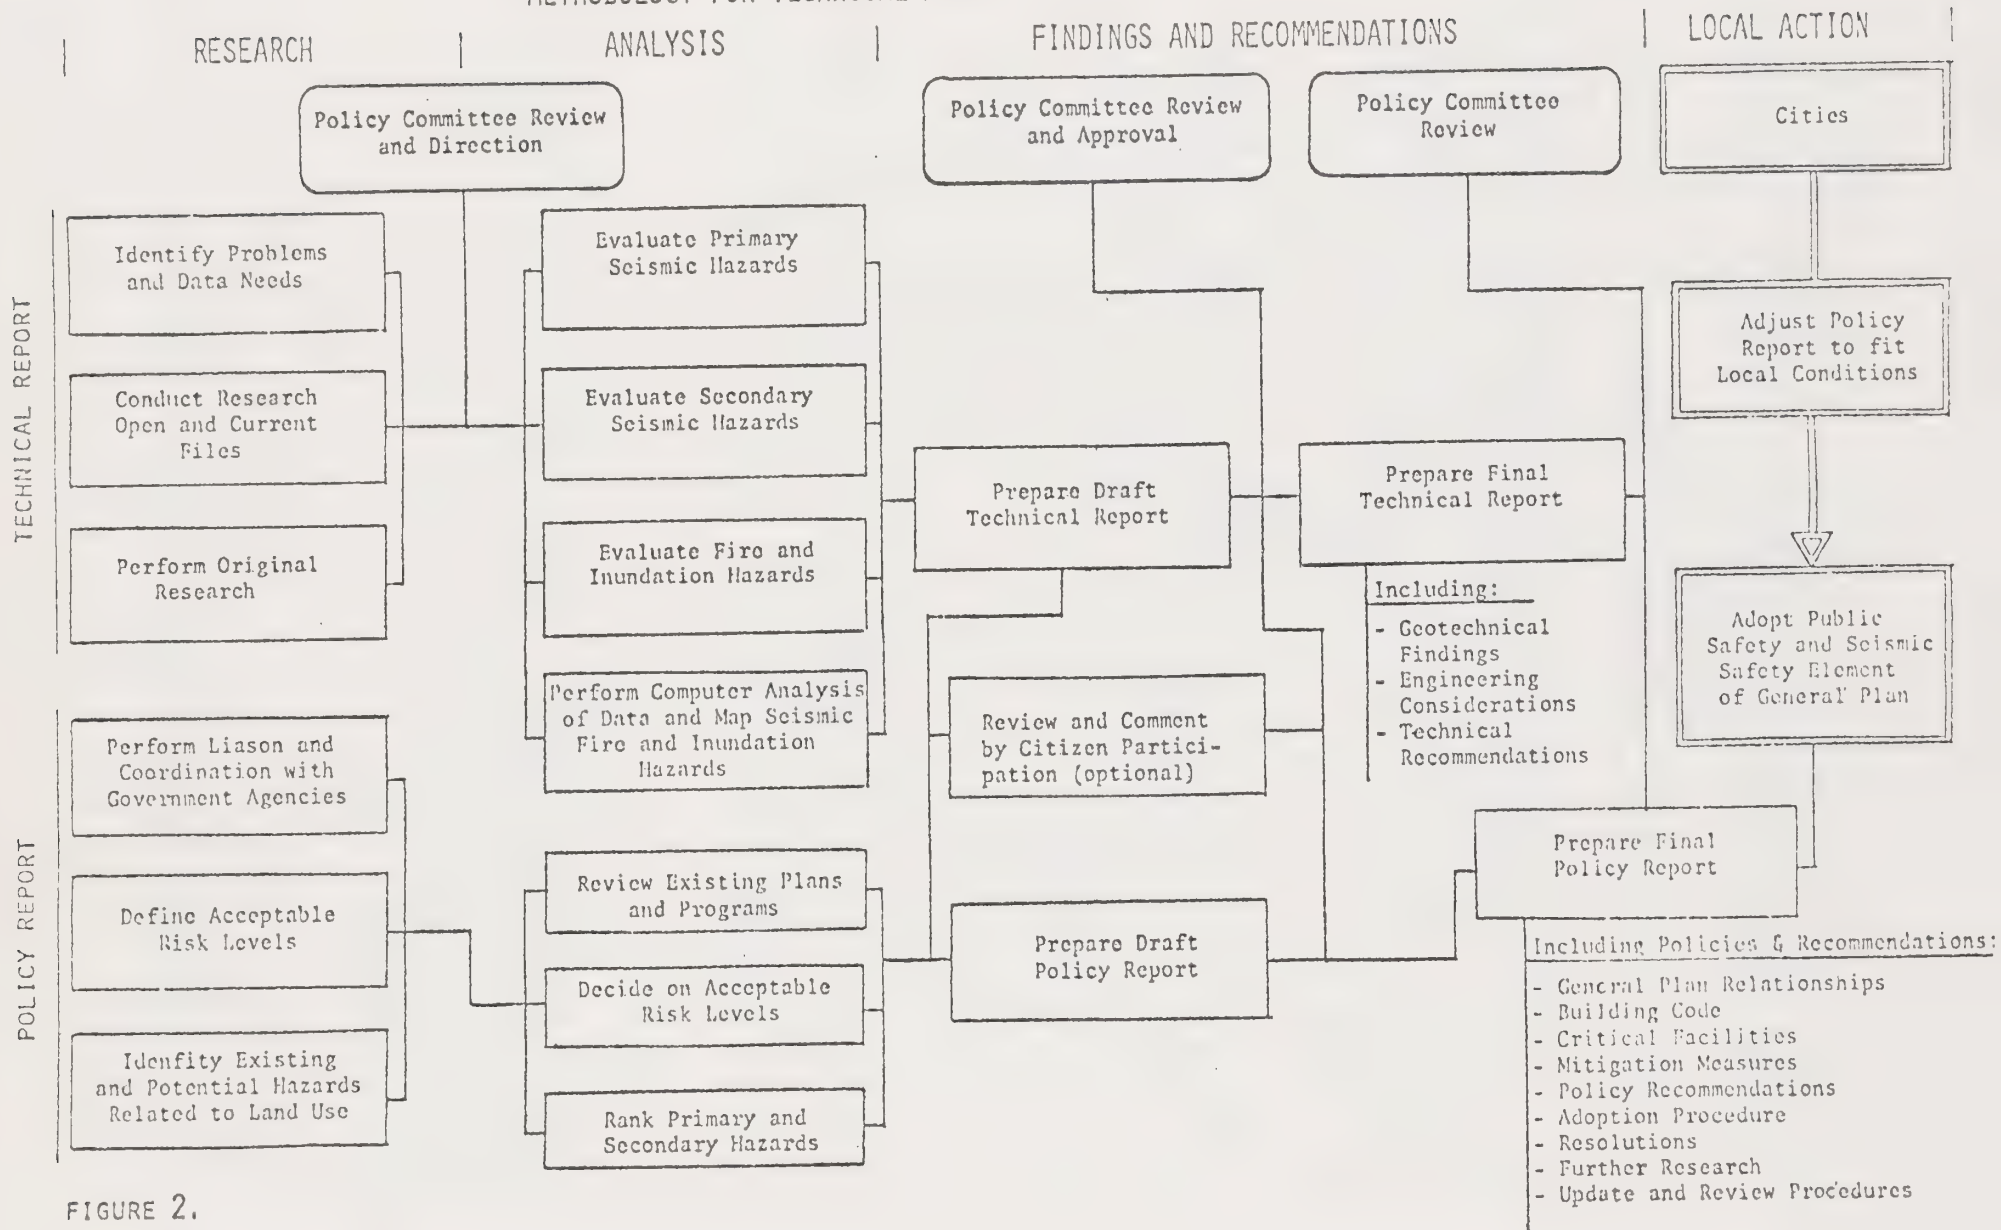 METHODOLOGY FOR TECHNICAL
RESEARCH
ANALYSIS
FINDINGS AND RECOMMENDATIONS
LOCAL ACTION
Policy Committee Review
and Direction
Policy Committee Review
and Approval
Policy Committee
Review
Cities
TECHNICAL REPORT
Identify Problems
and Data Needs
Conduct Research
Open and Current
Files
Perform Original
Research
Evaluate Primary
Seismic Hazards
Evaluate Secondary
Seismic Hazards
Evaluate Fire and
Inundation Hazards
Perform Computer Analysis
of Data and Map Seismic
Fire and Inundation
Hazards
Prepare Draft
Technical Report
Prepare Final
Technical Report
Including:
- Geotechnical
Findings
- Engineering
Considerations
- Technical
Recommendations
Adjust Policy
Report to fit
Local Conditions
Adopt Public
Safety and Seismic
Safety Element
of General Plan
POLICY REPORT
Perform Liason and
Coordination with
Government Agencies
Define Acceptable
Risk Levels
Idenfity Existing
and Potential Hazards
Related to Land Use
Review Existing Plans
and Programs
Decide on Acceptable
Risk Levels
Rank Primary and
Secondary Hazards
Review and Comment
by Citizen Partici-
pation (optional)
Prepare Draft
Policy Report
Prepare Final
Policy Report
Including Policies & Recommendations:
- General Plan Relationships
- Building Code
- Critical Facilities
- Mitigation Measures
- Policy Recommendations
- Adoption Procedure
- Resolutions
- Further Research
- Update and Review Procedures
FIGURE 2.